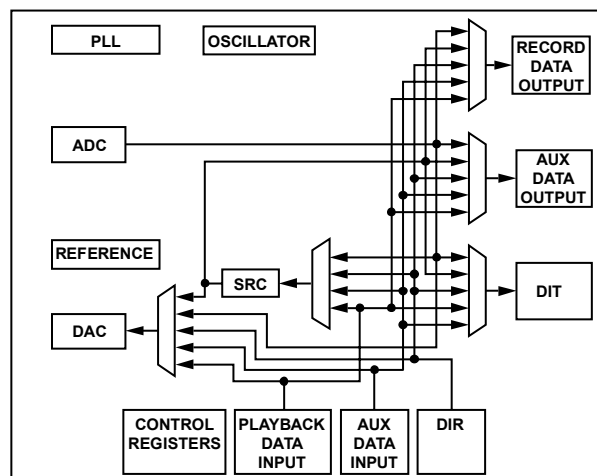 PLL
OSCILLATOR
RECORD
DATA
OUTPUT
ADC
AUX
DATA
OUTPUT
REFERENCE
SRC
DIT
DAC
CONTROL
REGISTERS
PLAYBACK
DATA
INPUT
AUX
DATA
INPUT
DIR